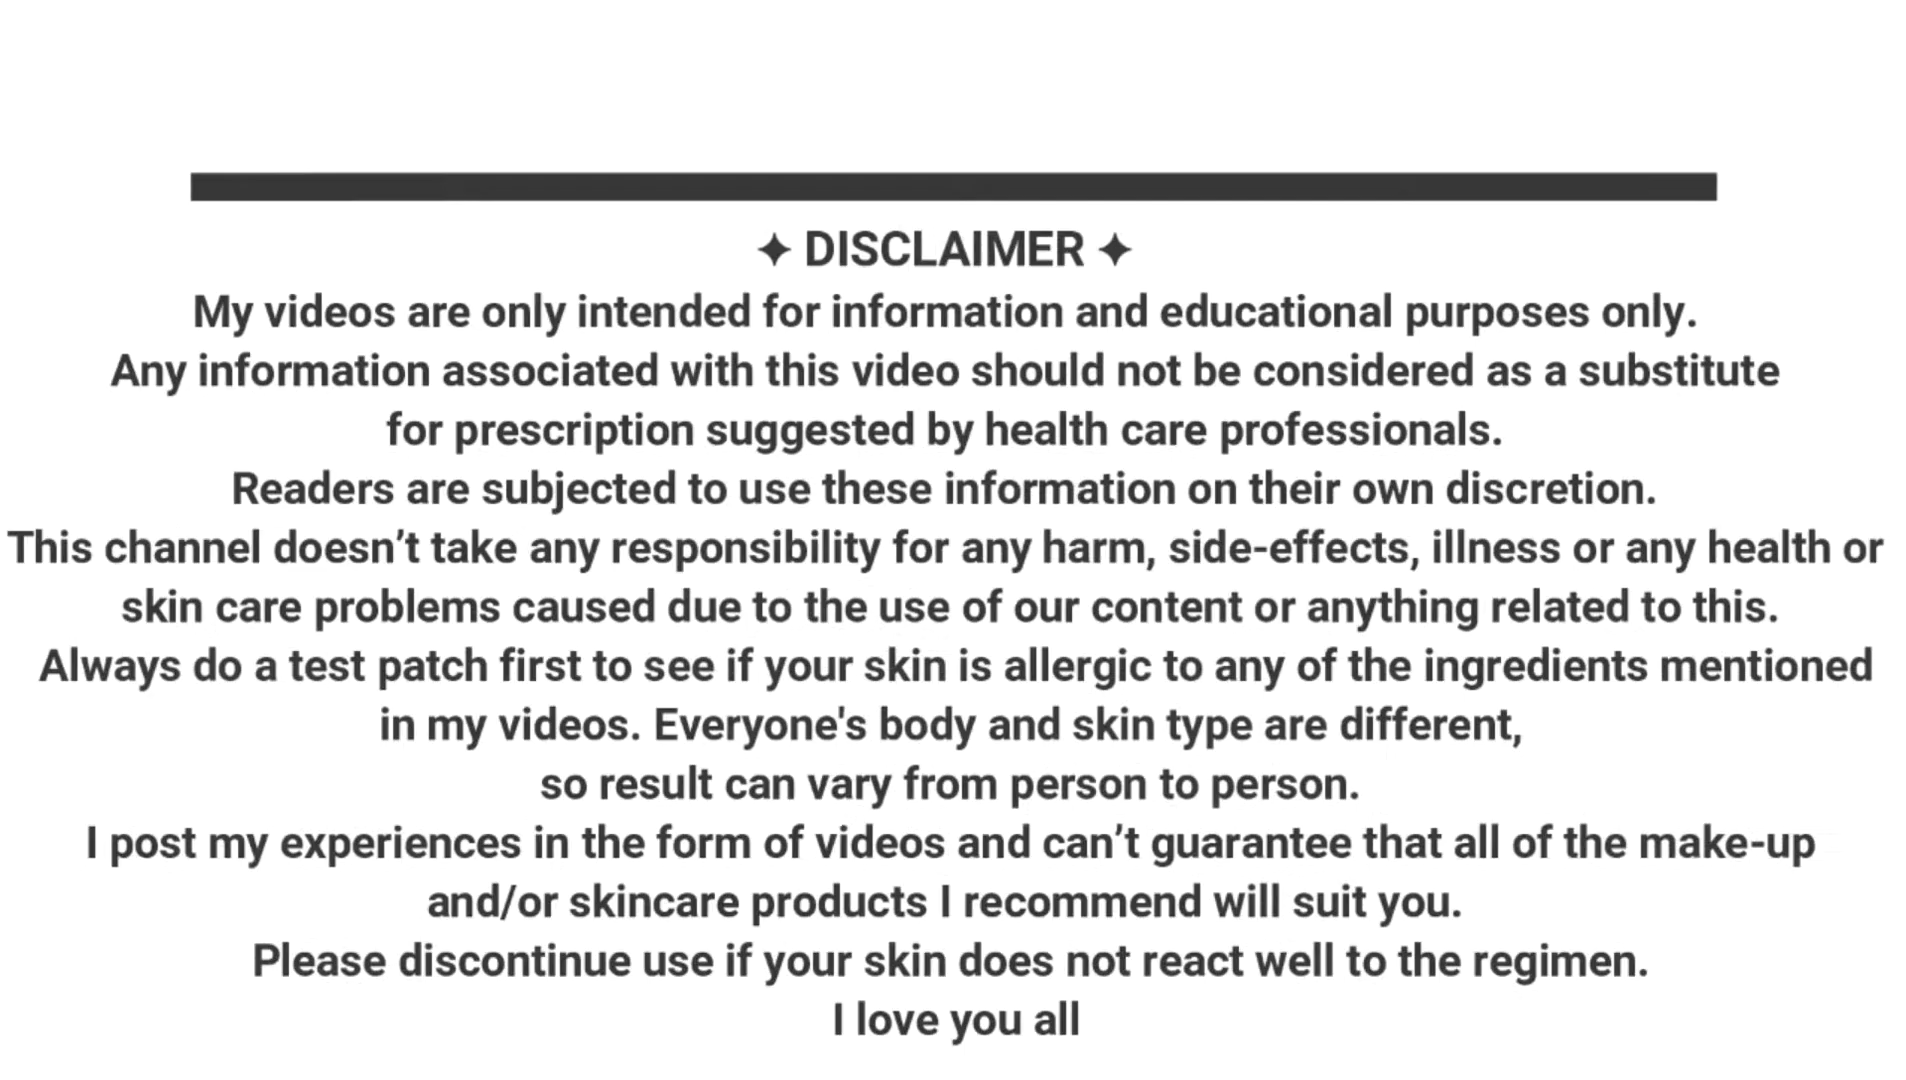 ✦ DISCLAIMER ✦
My videos are only intended for information and educational purposes only.
Any information associated with this video should not be considered as a substitute
for prescription suggested by health care professionals.
Readers are subjected to use these information on their own discretion.
This channel doesn’t take any responsibility for any harm, side-effects, illness or any health or
skin care problems caused due to the use of our content or anything related to this.
Always do a test patch first to see if your skin is allergic to any of the ingredients mentioned
in my videos. Everyone's body and skin type are different,
so result can vary from person to person.
I post my experiences in the form of videos and can’t guarantee that all of the make-up
and/or skincare products I recommend will suit you.
Please discontinue use if your skin does not react well to the regimen.
I love you all